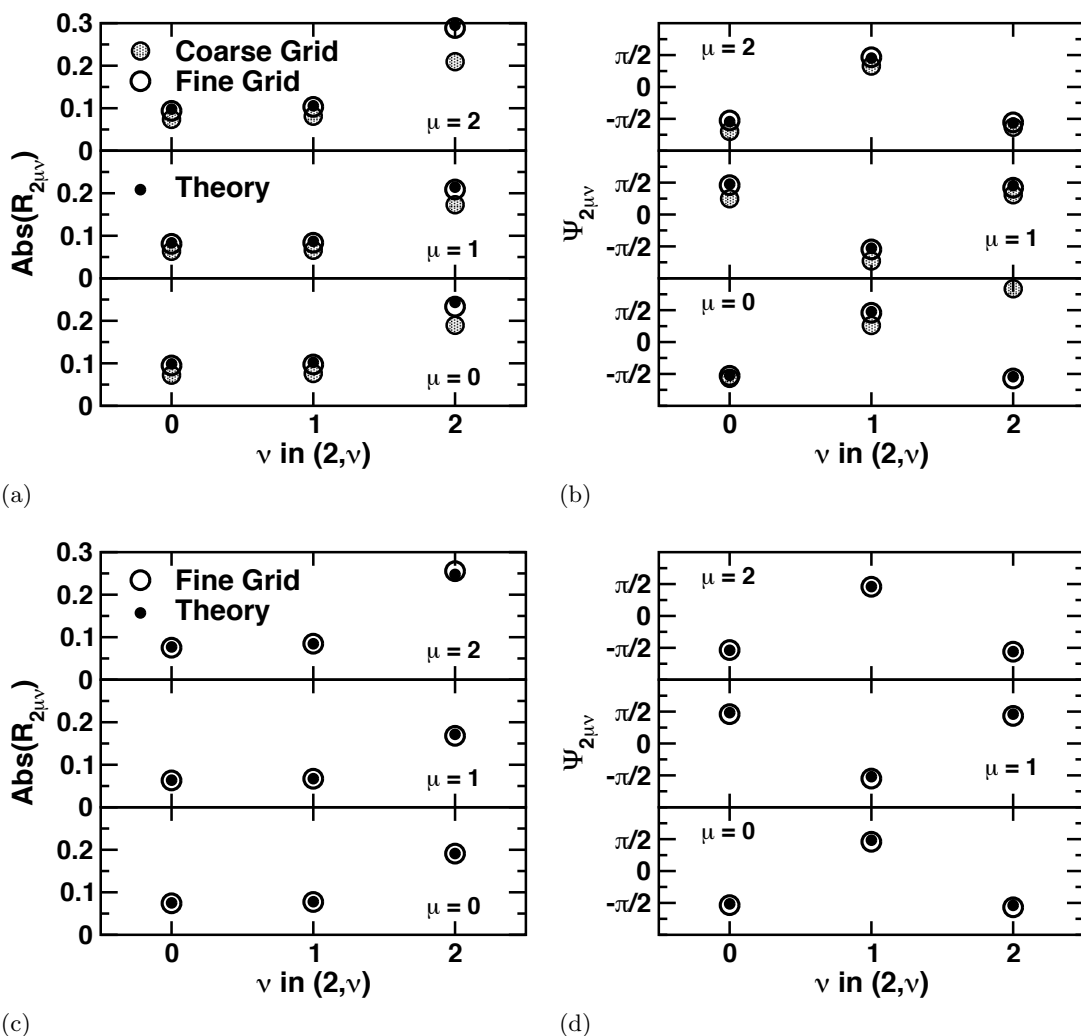 0.3
Coarse Grid
0.2
Fine Grid
0.1
μ = 2
0
Abs(R2μν)
0.2
Theory
0.1
μ = 1
0
0.2
0.1
μ = 0
0
0 1 2
ν in (2,ν)
(a)
π/2
μ = 2
0
-π/2
Ψ2μν
π/2
0
-π/2
μ = 1
π/2
μ = 0
0
-π/2
0 1 2
ν in (2,ν)
(b)
0.3
Fine Grid
0.2
Theory
0.1
μ = 2
0
Abs(R2μν)
0.2
0.1
μ = 1
0
0.2
0.1
μ = 0
0
0 1 2
ν in (2,ν)
(c)
μ = 2
π/2
0
-π/2
Ψ2μν
π/2
0
μ = 1
-π/2
μ = 0
π/2
0
-π/2
0 1 2
ν in (2,ν)
(d)